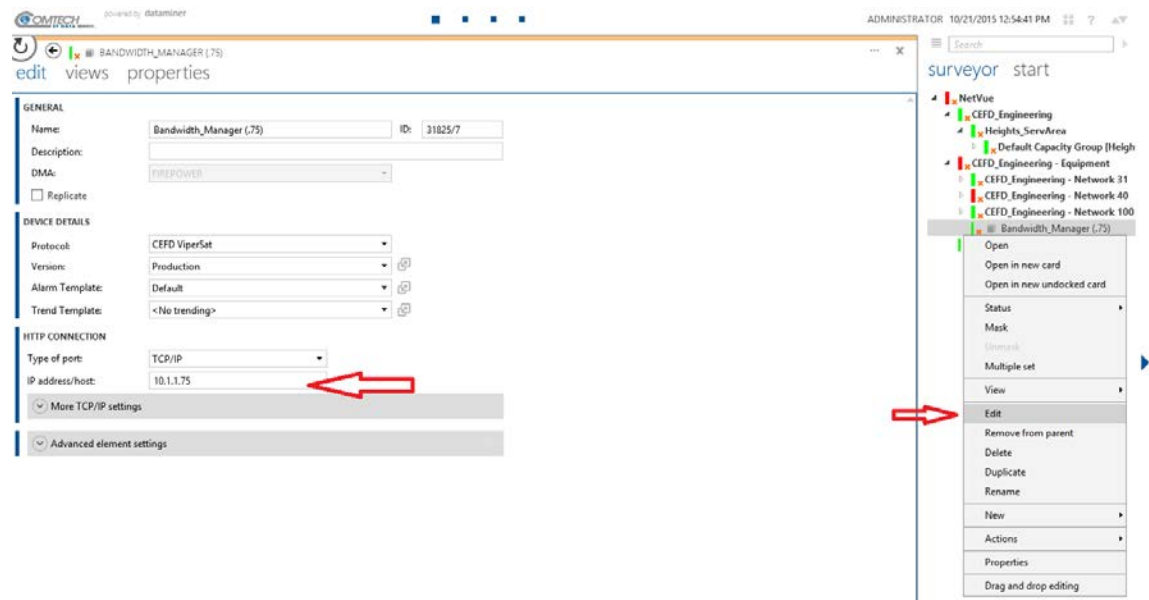 COMTECH
EF DATA
powered by dataminer
ADMINISTRATOR 10/21/2015 12:54:41 PM ?
BANDWIDTH_MANAGER (.75) ... X
edit views properties
GENERAL
Name: Bandwidth_Manager (.75) ID: 31825/7
Description:
DMA: FIREPOWER
Replicate
DEVICE DETAILS
Protocol: CEFD ViperSat
Version: Production
Alarm Template: Default
Trend Template: <No trending>
HTTP CONNECTION
Type of port: TCP/IP
IP address/host: 10.1.1.75
More TCP/IP settings
Advanced element settings
Search
surveyor start
NetVue
CEFD_Engineering
Heights_ServArea
Default Capacity Group [Heigh
CEFD_Engineering - Equipment
CEFD_Engineering - Network 31
CEFD_Engineering - Network 40
CEFD_Engineering - Network 100
Bandwidth_Manager (.75)
Open
Open in new card
Open in new undocked card
Status
Mask
Unmask
Multiple set
View
Edit
Remove from parent
Delete
Duplicate
Rename
New
Actions
Properties
Drag and drop editing